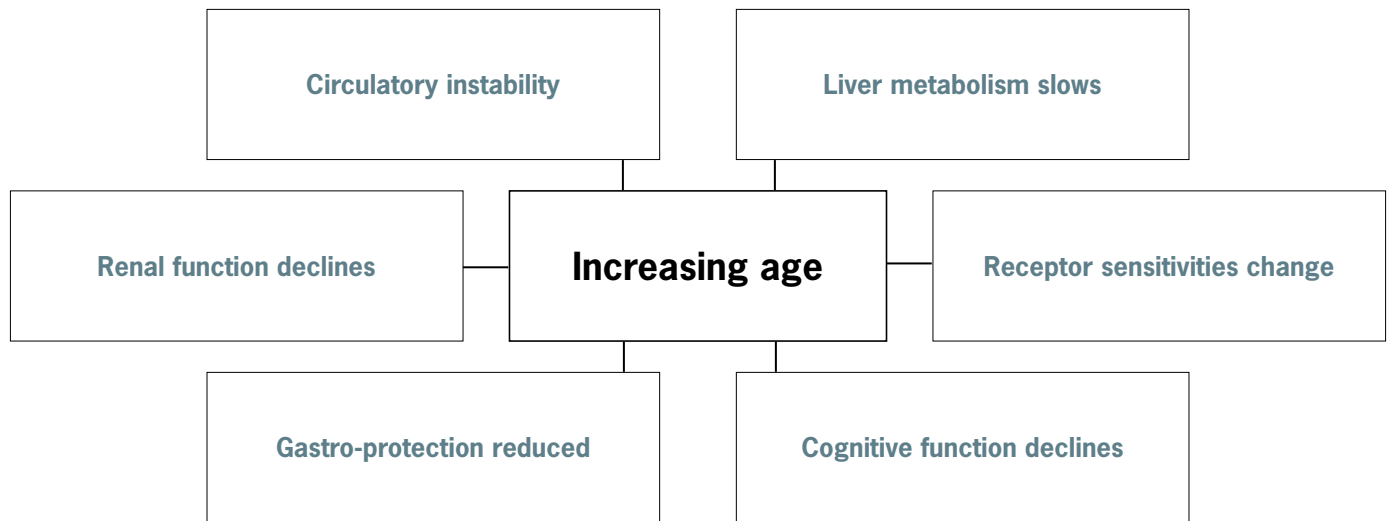 Circulatory instability
Liver metabolism slows
Renal function declines
Increasing age
Receptor sensitivities change
Gastro-protection reduced
Cognitive function declines